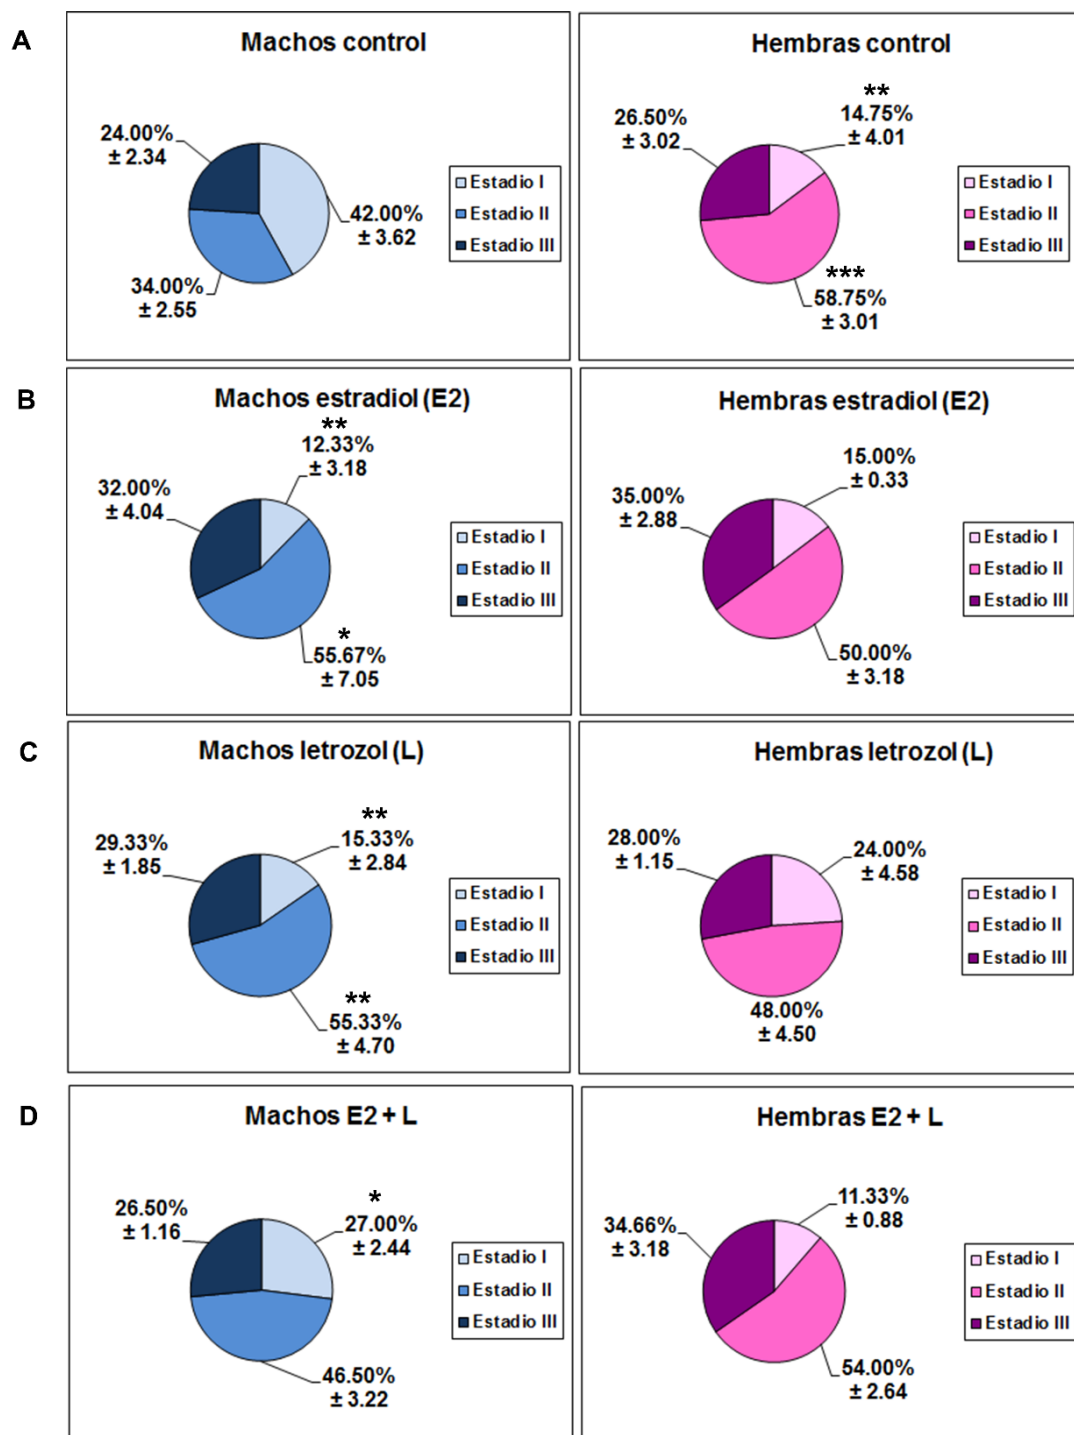 A
Machos control
24.00%
± 2.34
42.00%
± 3.62
34.00%
± 2.55
Estadio I
Estadio II
Estadio III
Hembras control
**
14.75%
± 4.01
26.50%
± 3.02
***
58.75%
± 3.01
Estadio I
Estadio II
Estadio III
B
Machos estradiol (E2)
**
12.33%
± 3.18
32.00%
± 4.04
*
55.67%
± 7.05
Estadio I
Estadio II
Estadio III
Hembras estradiol (E2)
15.00%
± 0.33
35.00%
± 2.88
50.00%
± 3.18
Estadio I
Estadio II
Estadio III
C
Machos letrozol (L)
**
15.33%
± 2.84
29.33%
± 1.85
**
55.33%
± 4.70
Estadio I
Estadio II
Estadio III
Hembras letrozol (L)
28.00%
± 1.15
24.00%
± 4.58
48.00%
± 4.50
Estadio I
Estadio II
Estadio III
D
Machos E2 + L
*
26.50%
± 1.16
27.00%
± 2.44
46.50%
± 3.22
Estadio I
Estadio II
Estadio III
Hembras E2 + L
11.33%
± 0.88
34.66%
± 3.18
54.00%
± 2.64
Estadio I
Estadio II
Estadio III